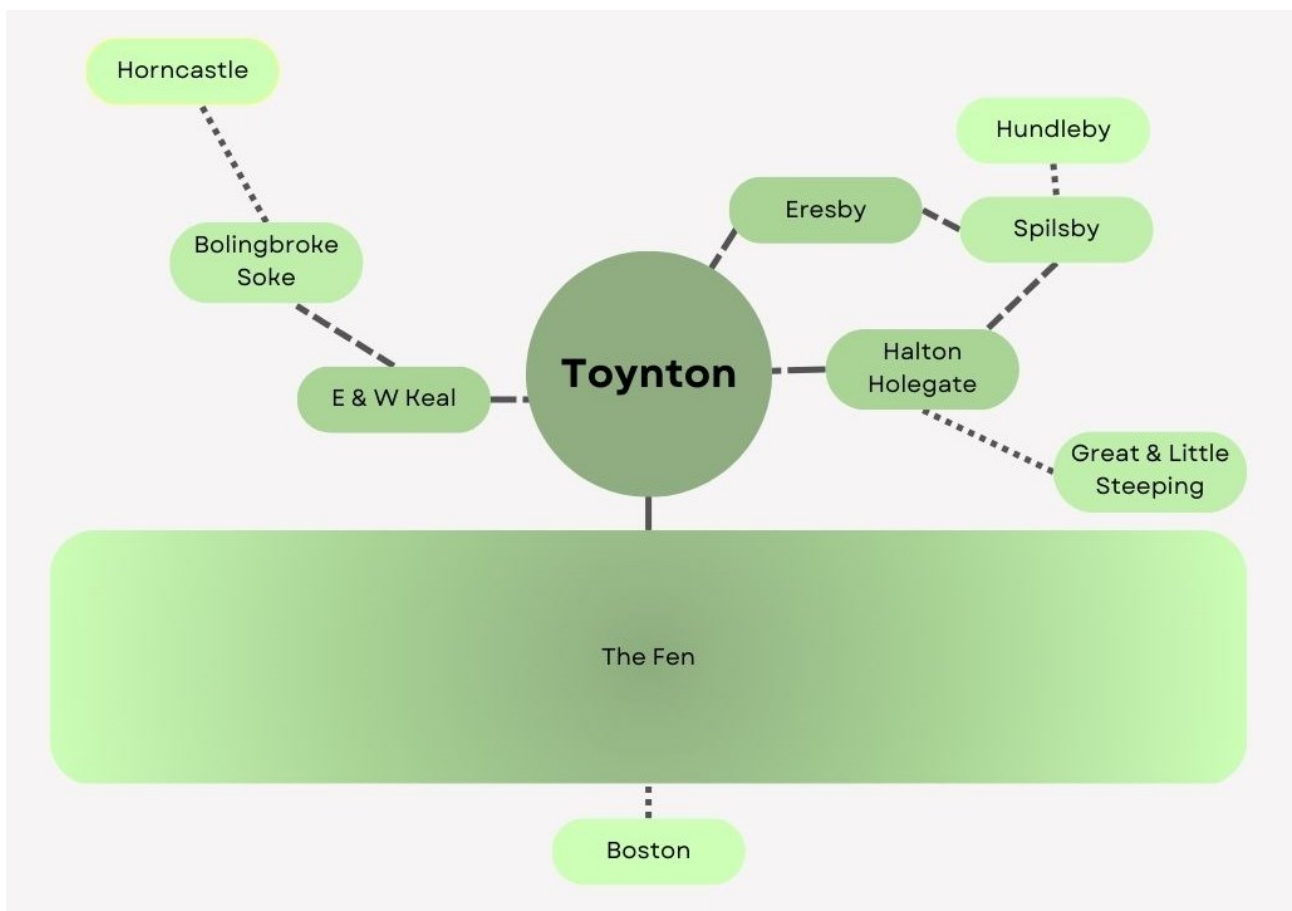 Horncastle
Hundleby
Eresby
Spilsby
Bolingbroke
Soke
Toynton
Halton
Holegate
E & W Keal
Great & Little
Steeping
The Fen
Boston